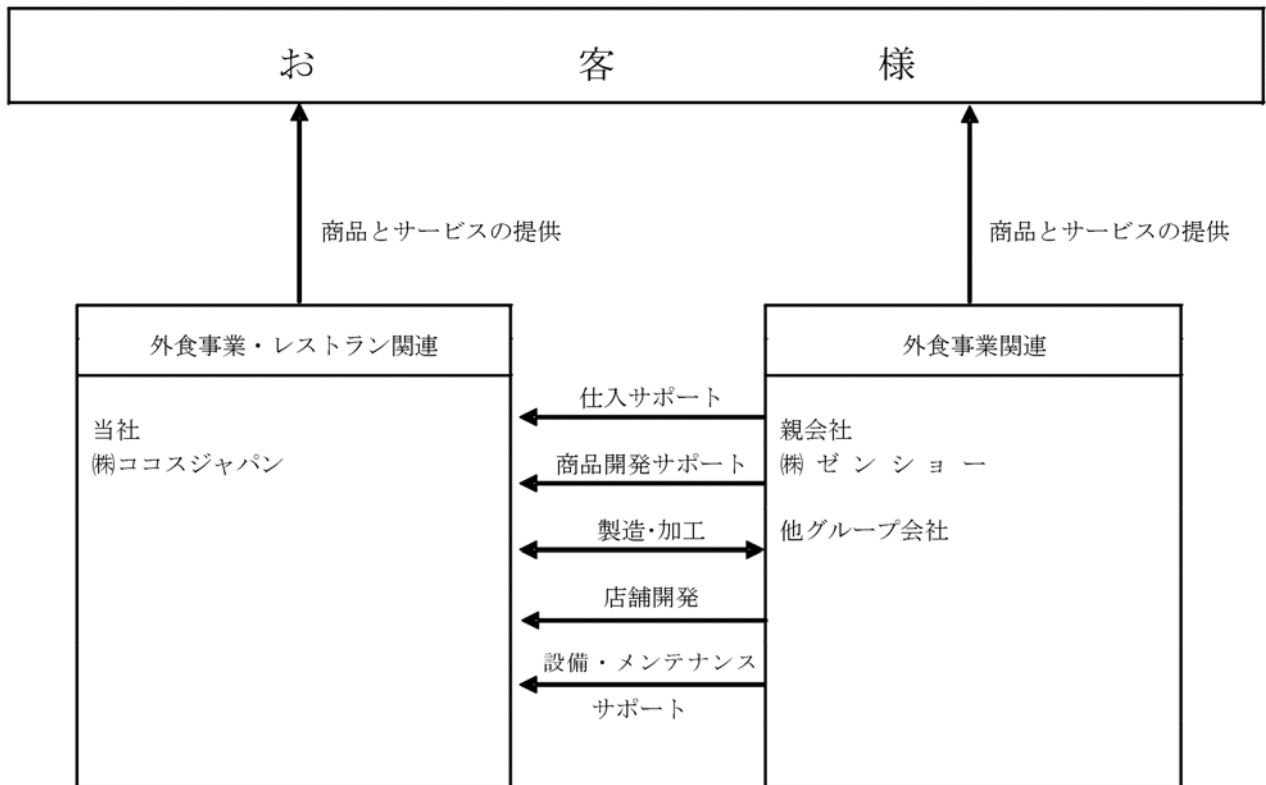 お客様
商品とサービスの提供
商品とサービスの提供
外食事業・レストラン関連
外食事業関連
当社
㈱ココスジャパン
仕入サポート
商品開発サポート
製造・加工
店舗開発
設備・メンテナンス
サポート
親会社
㈱ゼンショー
他グループ会社